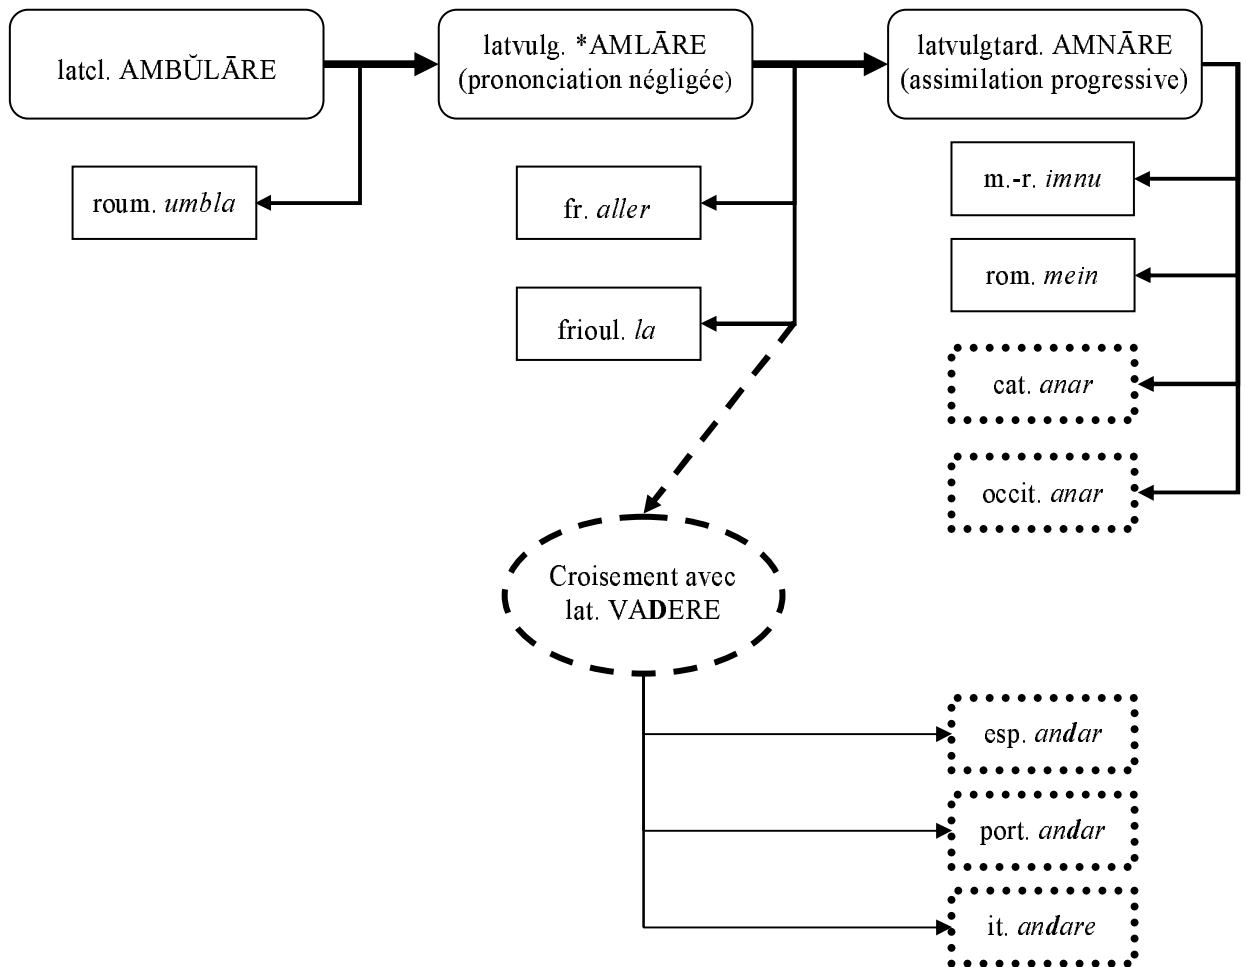 latcl. AMBŬLĀRE
latvulg. *AMLĀRE
(prononciation négligée)
latvulgtard. AMNĀRE
(assimilation progressive)
roum. umbla
fr. aller
frioul. la
m.-r. imnu
rom. mein
cat. anar
occit. anar
Croisement avec
lat. VADERE
esp. andar
port. andar
it. andare